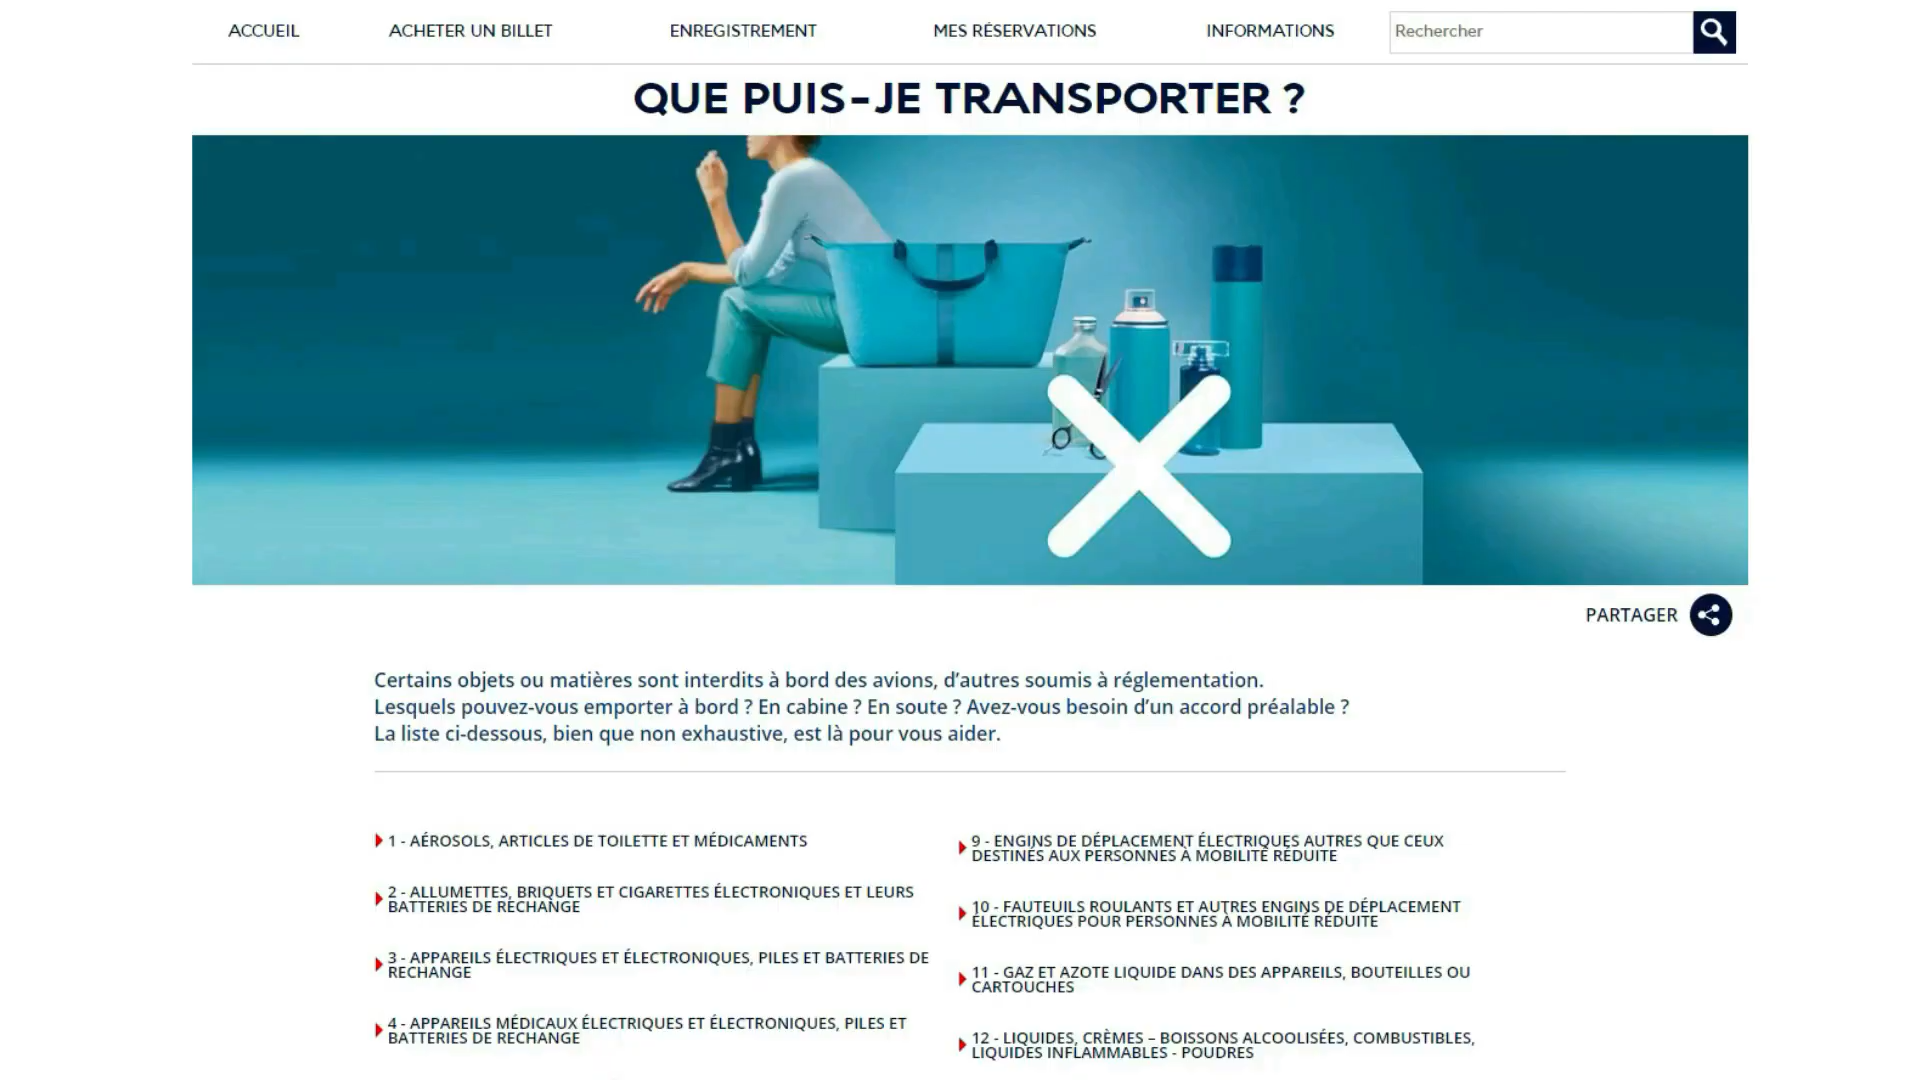 ACCUEIL ACHETER UN BILLET ENREGISTREMENT MES RÉSERVATIONS INFORMATIONS Rechercher
QUE PUIS-JE TRANSPORTER ?
PARTAGER
Certains objets ou matières sont interdits à bord des avions, d’autres soumis à réglementation.
Lesquels pouvez-vous emporter à bord ? En cabine ? En soute ? Avez-vous besoin d’un accord préalable ?
La liste ci-dessous, bien que non exhaustive, est là pour vous aider.
1 - AÉROSOLS, ARTICLES DE TOILETTE ET MÉDICAMENTS
2 - ALLUMETTES, BRIQUETS ET CIGARETTES ÉLECTRONIQUES ET LEURS
BATTERIES DE RECHANGE
3 - APPAREILS ÉLECTRIQUES ET ÉLECTRONIQUES, PILES ET BATTERIES DE
RECHANGE
4 - APPAREILS MÉDICAUX ÉLECTRIQUES ET ÉLECTRONIQUES, PILES ET
BATTERIES DE RECHANGE
9 - ENGINS DE DÉPLACEMENT ÉLECTRIQUES AUTRES QUE CEUX
DESTINÉS AUX PERSONNES À MOBILITÉ RÉDUITE
10 - FAUTEUILS ROULANTS ET AUTRES ENGINS DE DÉPLACEMENT
ÉLECTRIQUES POUR PERSONNES À MOBILITÉ RÉDUITE
11 - GAZ ET AZOTE LIQUIDE DANS DES APPAREILS, BOUTEILLES OU
CARTOUCHES
12 - LIQUIDES, CRÈMES – BOISSONS ALCOOLISÉES, COMBUSTIBLES,
LIQUIDES INFLAMMABLES - POUDRES